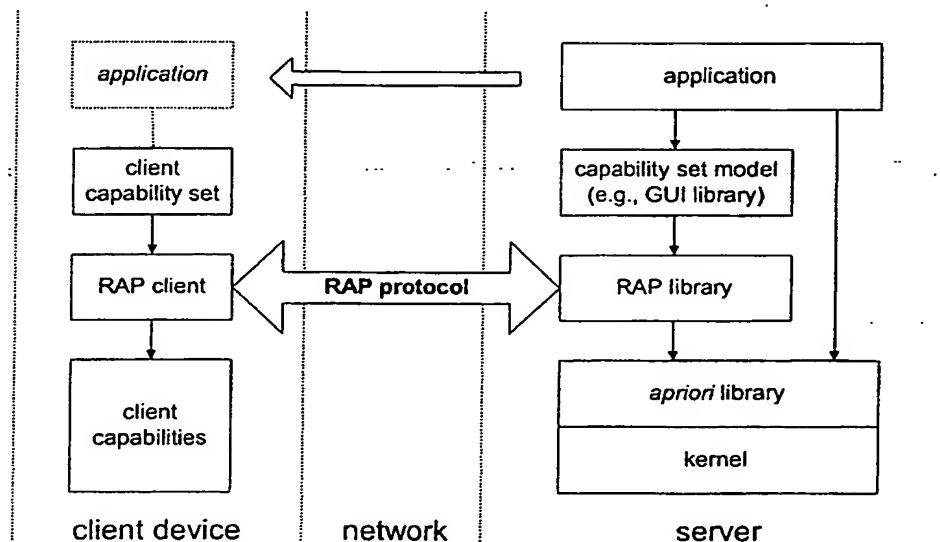 application
client
capability set
RAP client
client
capabilities
client device
RAP protocol
network
application
capability set model
(e.g., GUI library)
RAP library
apriori library
kernel
server